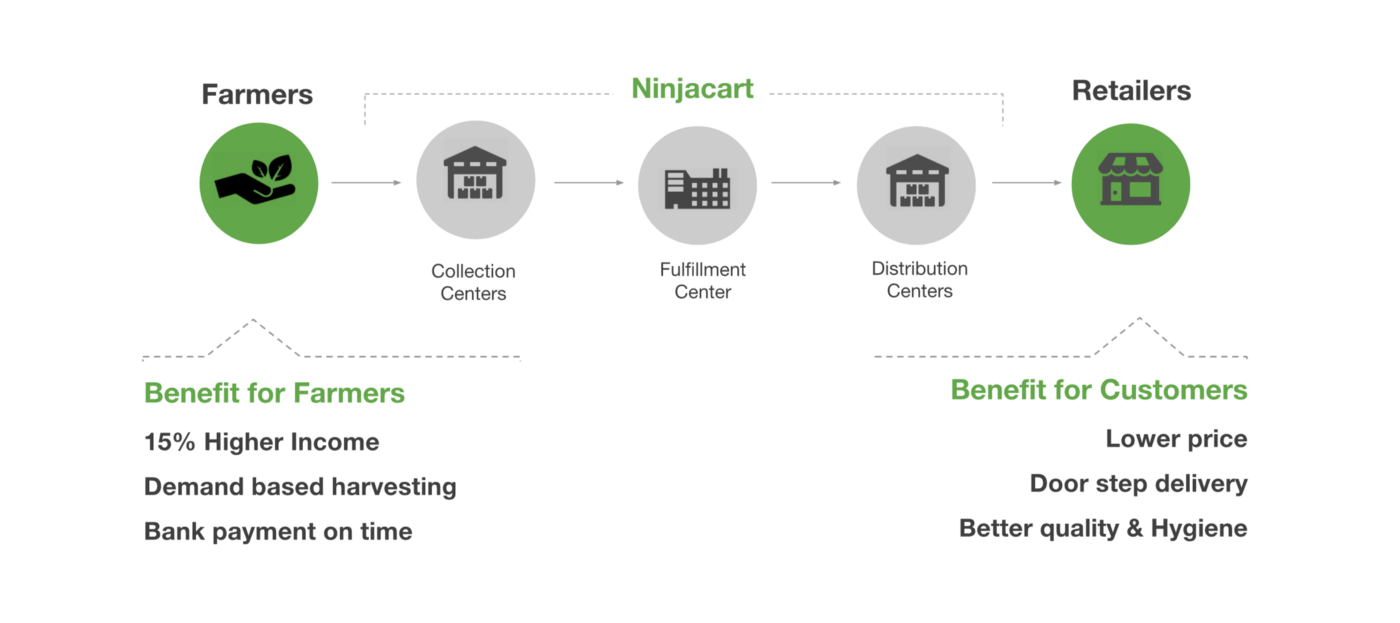 Farmers
Ninjacart
Retailers
Collection
Centers
Fulfillment
Center
Distribution
Centers
Benefit for Farmers
15% Higher Income
Demand based harvesting
Bank payment on time
Benefit for Customers
Lower price
Door step delivery
Better quality & Hygiene